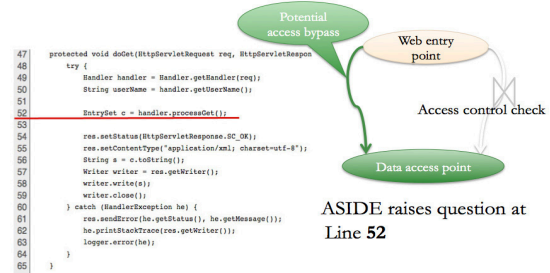 47 protected void doGet(HttpServletRequest req, HttpServletRespon
48 try {
49 Handler handler = Handler.getHandler(req);
50 String userName = handler.getUserName();
51
52 EntrySet c = handler.processGet();
53
54 res.setStatus(HttpServletResponse.SC_OK);
55 res.setContentType("application/xml; charset=utf-8");
56 String s = c.toString();
57 Writer writer = res.getWriter();
58 writer.write(s);
59 writer.close();
60 } catch (HandlerException he) {
61 res.sendError(he.getStatus(), he.getMessage());
62 he.printStackTrace(res.getWriter());
63 logger.error(he);
64 }
65 }
Potential
access bypass
Web entry
point
Access control check
Data access point
ASIDE raises question at
Line 52